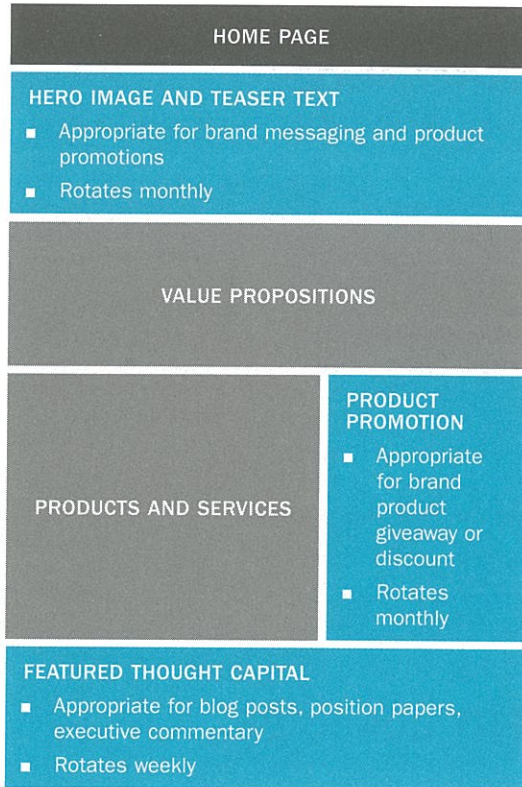 HOME PAGE
HERO IMAGE AND TEASER TEXT
■ Appropriate for brand messaging and product
promotions
■ Rotates monthly
VALUE PROPOSITIONS
PRODUCTS AND SERVICES
PRODUCT
PROMOTION
■ Appropriate
for brand
product
giveaway or
discount
■ Rotates
monthly
FEATURED THOUGHT CAPITAL
■ Appropriate for blog posts, position papers,
executive commentary
■ Rotates weekly